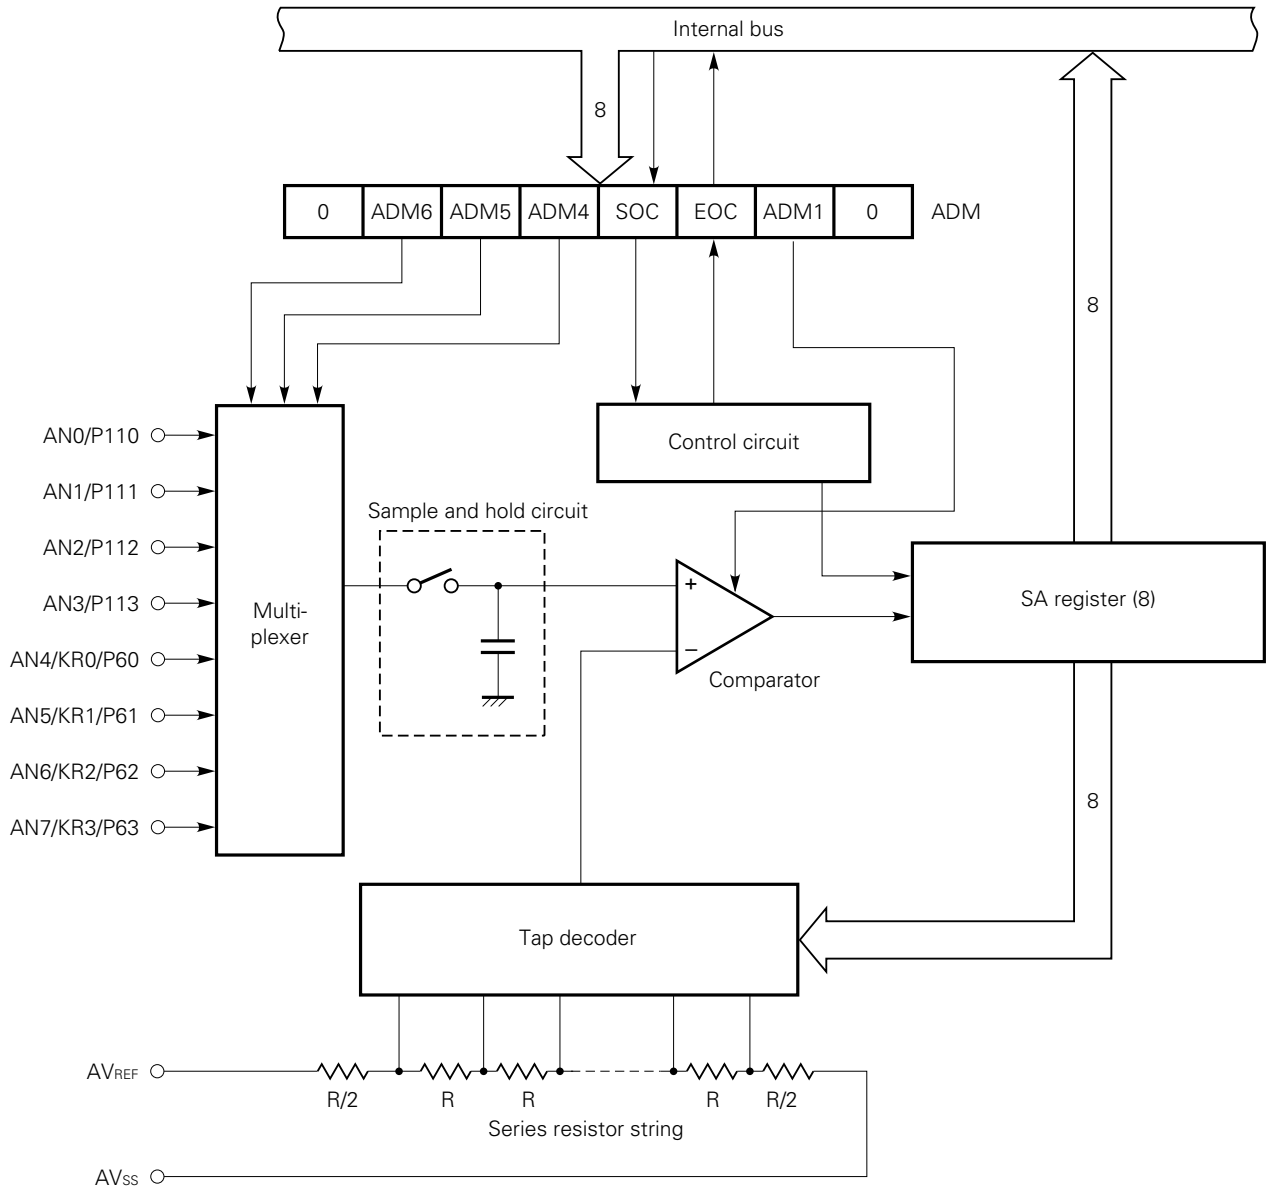 Internal bus
8
0 ADM6 ADM5 ADM4 SOC EOC ADM1 0 ADM
8
Control circuit
AN0/P110
AN1/P111
AN2/P112
AN3/P113
AN4/KR0/P60
AN5/KR1/P61
AN6/KR2/P62
AN7/KR3/P63
Multi-
plexer
Sample and hold circuit
+
−
Comparator
SA register (8)
8
Tap decoder
AVREF
R/2 R R R R/2
Series resistor string
AVSS